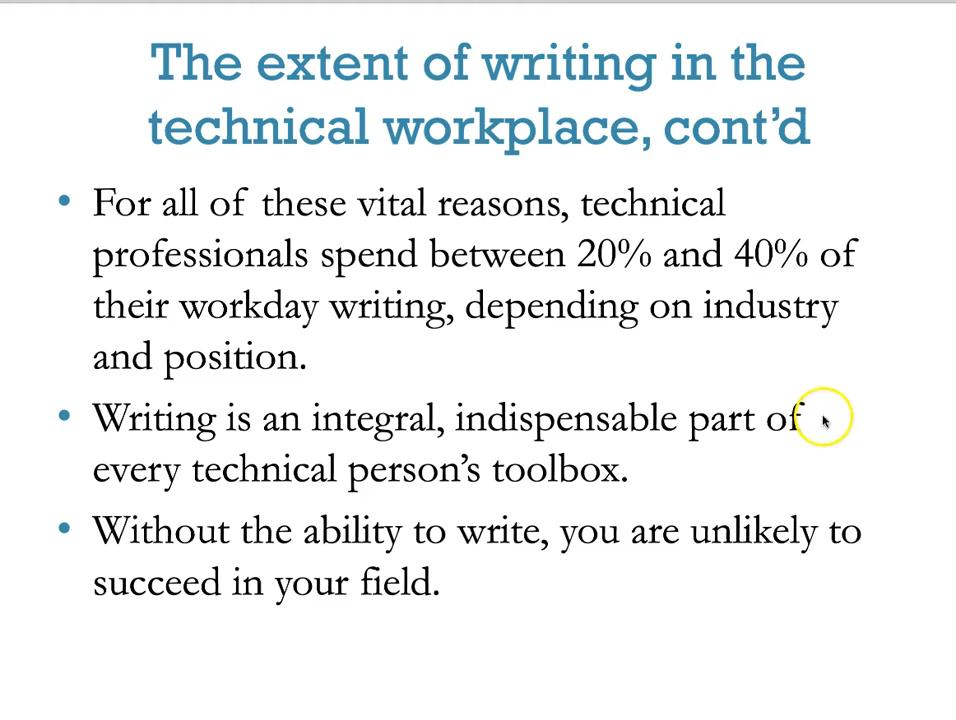 The extent of writing in the
technical workplace, cont’d
• For all of these vital reasons, technical
professionals spend between 20% and 40% of
their workday writing, depending on industry
and position.
• Writing is an integral, indispensable part of
every technical person’s toolbox.
• Without the ability to write, you are unlikely to
succeed in your field.